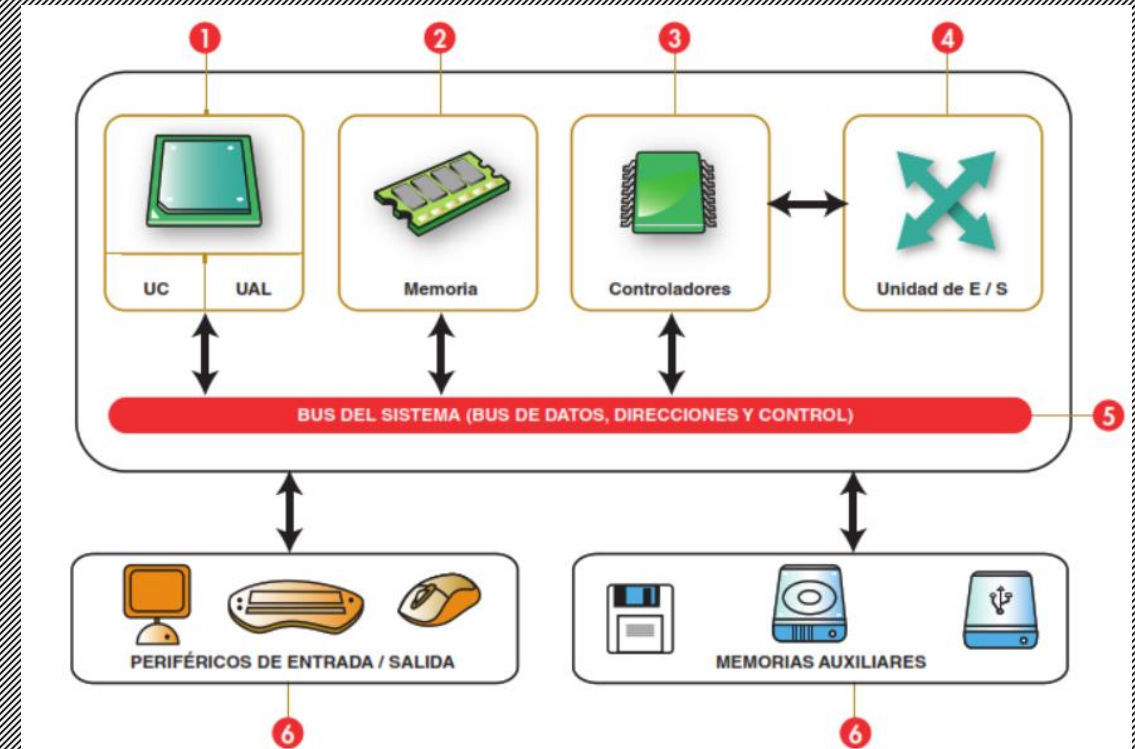 1
2
3
4
UC
UAL
Memoria
Controladores
Unidad de E / S
BUS DEL SISTEMA (BUS DE DATOS, DIRECCIONES Y CONTROL)
5
PERIFÉRICOS DE ENTRADA / SALIDA
MEMORIAS AUXILIARES
6
6